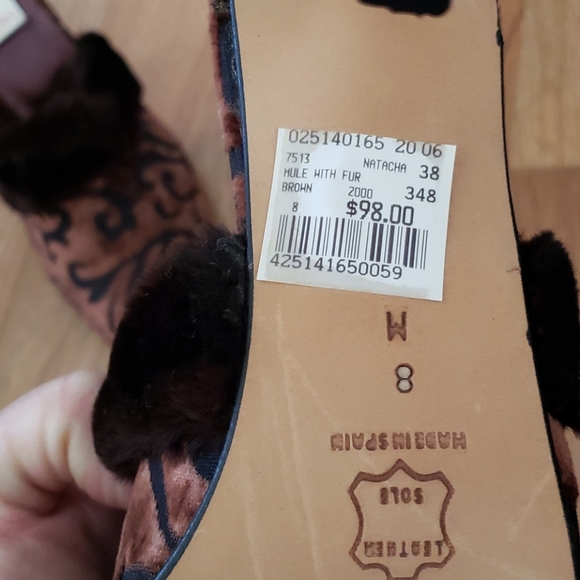 025140165 20 06
7513 NATACHA 38
MULE WITH FUR
BROWN 2000 348
8 $98.00
425141650059
M
8
MADE IN SPAIN
LEATHER
SOLE